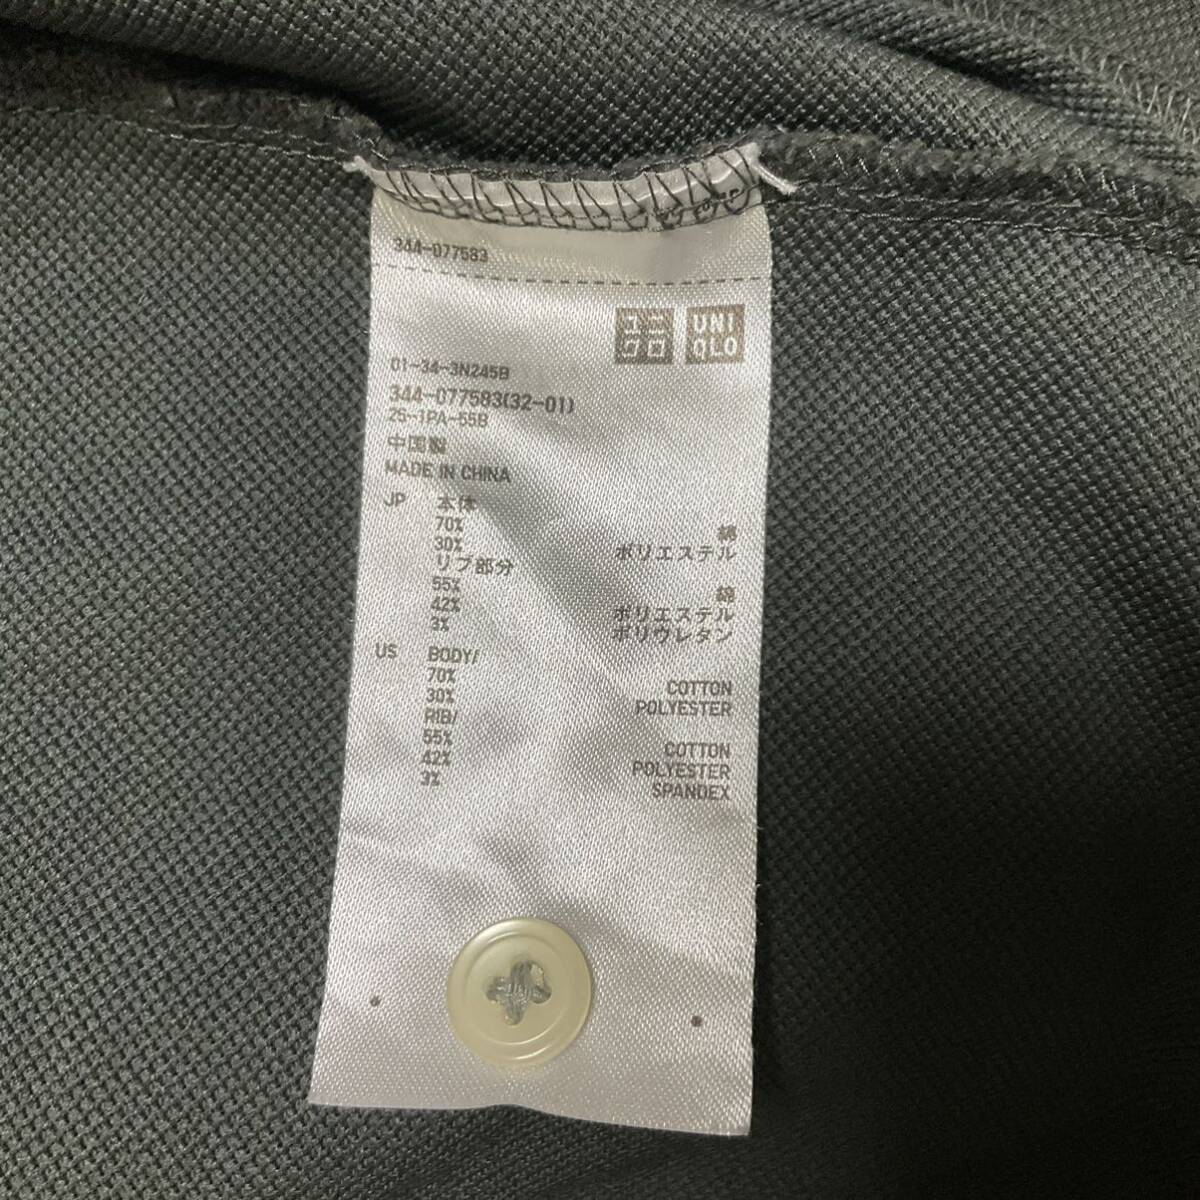 344-077583
ユニ UNI
クロ QLO
01-34-3N245B
344-077583(32-01)
25-1PA-55B
中国製
MADE IN CHINA
JP 本体
70% 綿
30% ポリエステル
リブ部分
55% 綿
42% ポリエステル
3% ポリウレタン
US BODY/
70% COTTON
30% POLYESTER
RIB/
55% COTTON
42% POLYESTER
3% SPANDEX